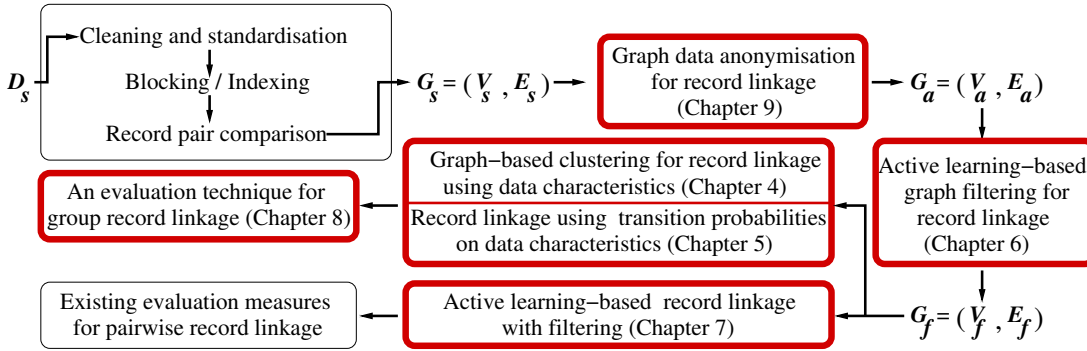 Cleaning and standardisation
D_s
Blocking / Indexing
Record pair comparison
G_s = (V_s, E_s)
Graph data anonymisation
for record linkage
(Chapter 9)
G_a = (V_a, E_a)
Graph−based clustering for record linkage
using data characteristics (Chapter 4)
Record linkage using transition probabilities
on data characteristics (Chapter 5)
Active learning−based
graph filtering for
record linkage
(Chapter 6)
An evaluation technique for
group record linkage (Chapter 8)
Existing evaluation measures
for pairwise record linkage
Active learning−based record linkage
with filtering (Chapter 7)
G_f = (V_f, E_f)